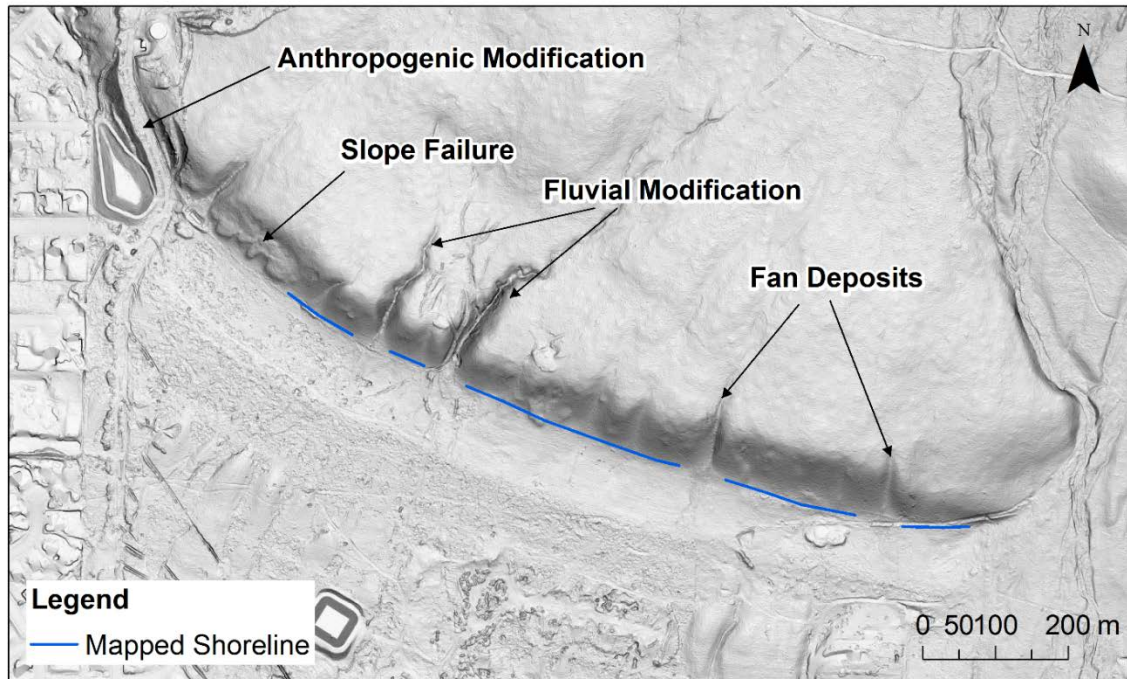 N
Anthropogenic Modification
Slope Failure
Fluvial Modification
Fan Deposits
Legend
Mapped Shoreline
0 50100 200 m